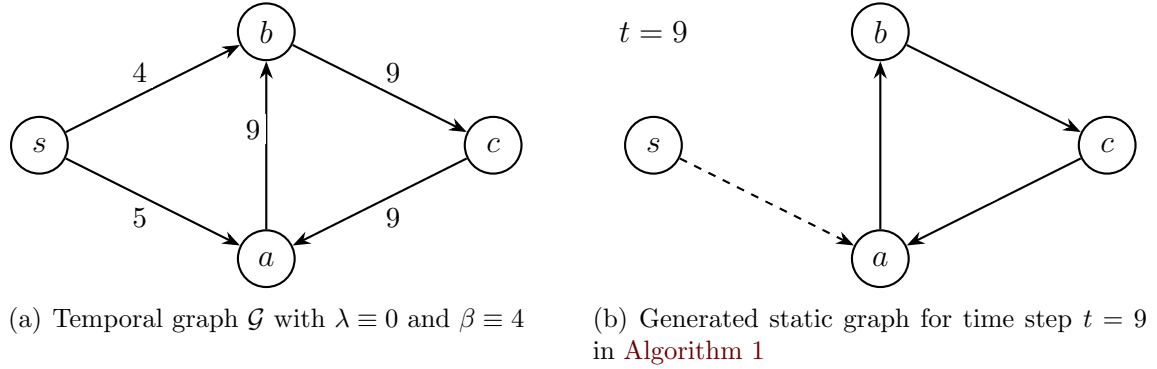 b
t = 9
b
4
9
s
9
c
s
c
5
9
a
a
(a) Temporal graph 𝒢 with λ ≡ 0 and β ≡ 4
(b) Generated static graph for time step t = 9
in Algorithm 1